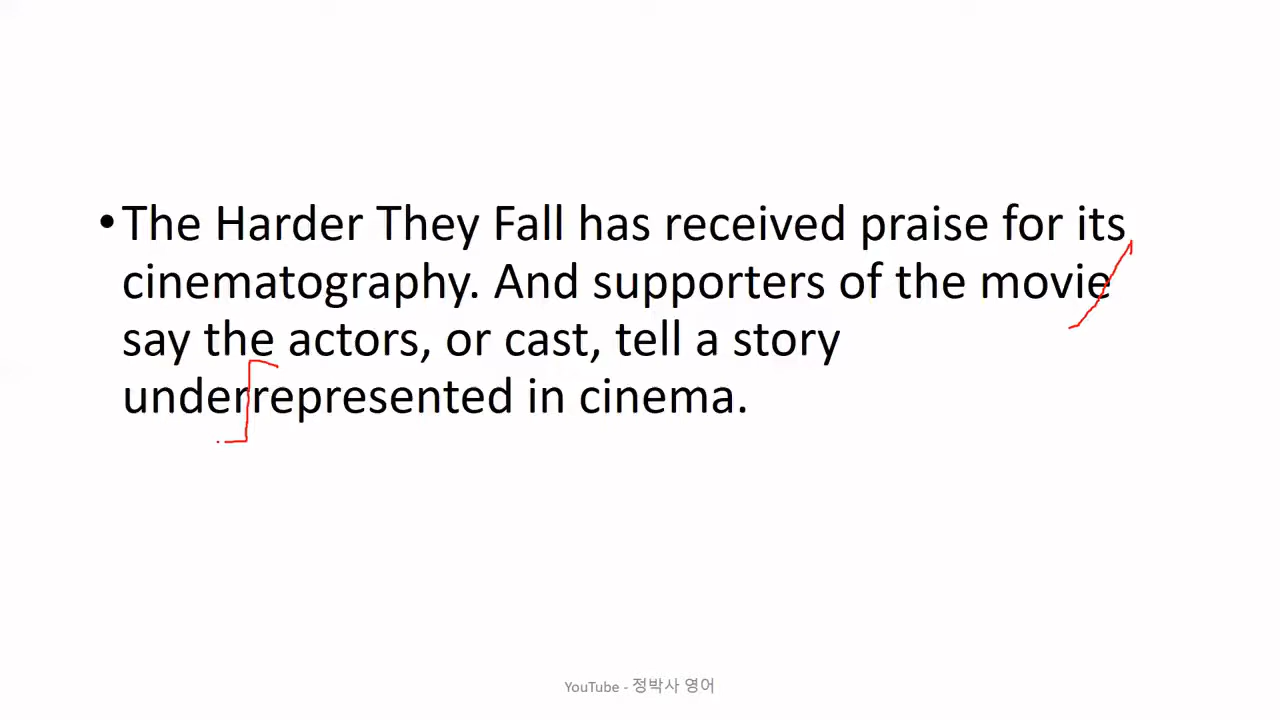 •The Harder They Fall has received praise for its
cinematography. And supporters of the movie
say the actors, or cast, tell a story
underrepresented in cinema.
YouTube - 정박사 영어